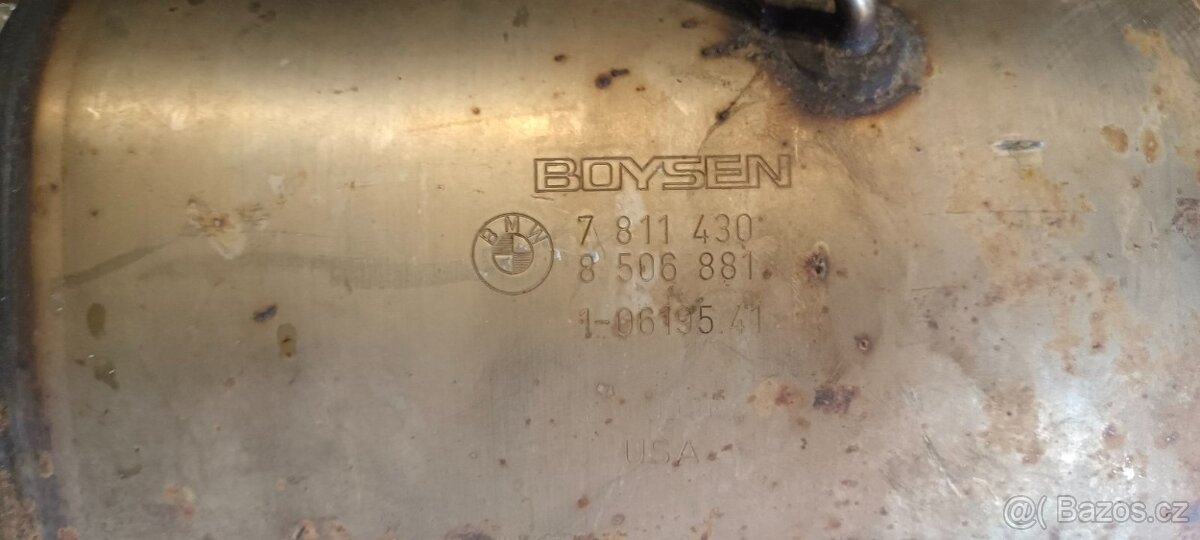 BOYSEN
BMW
7 811 430
8 506 881
1-06195.41
USA
@( Bazos.cz